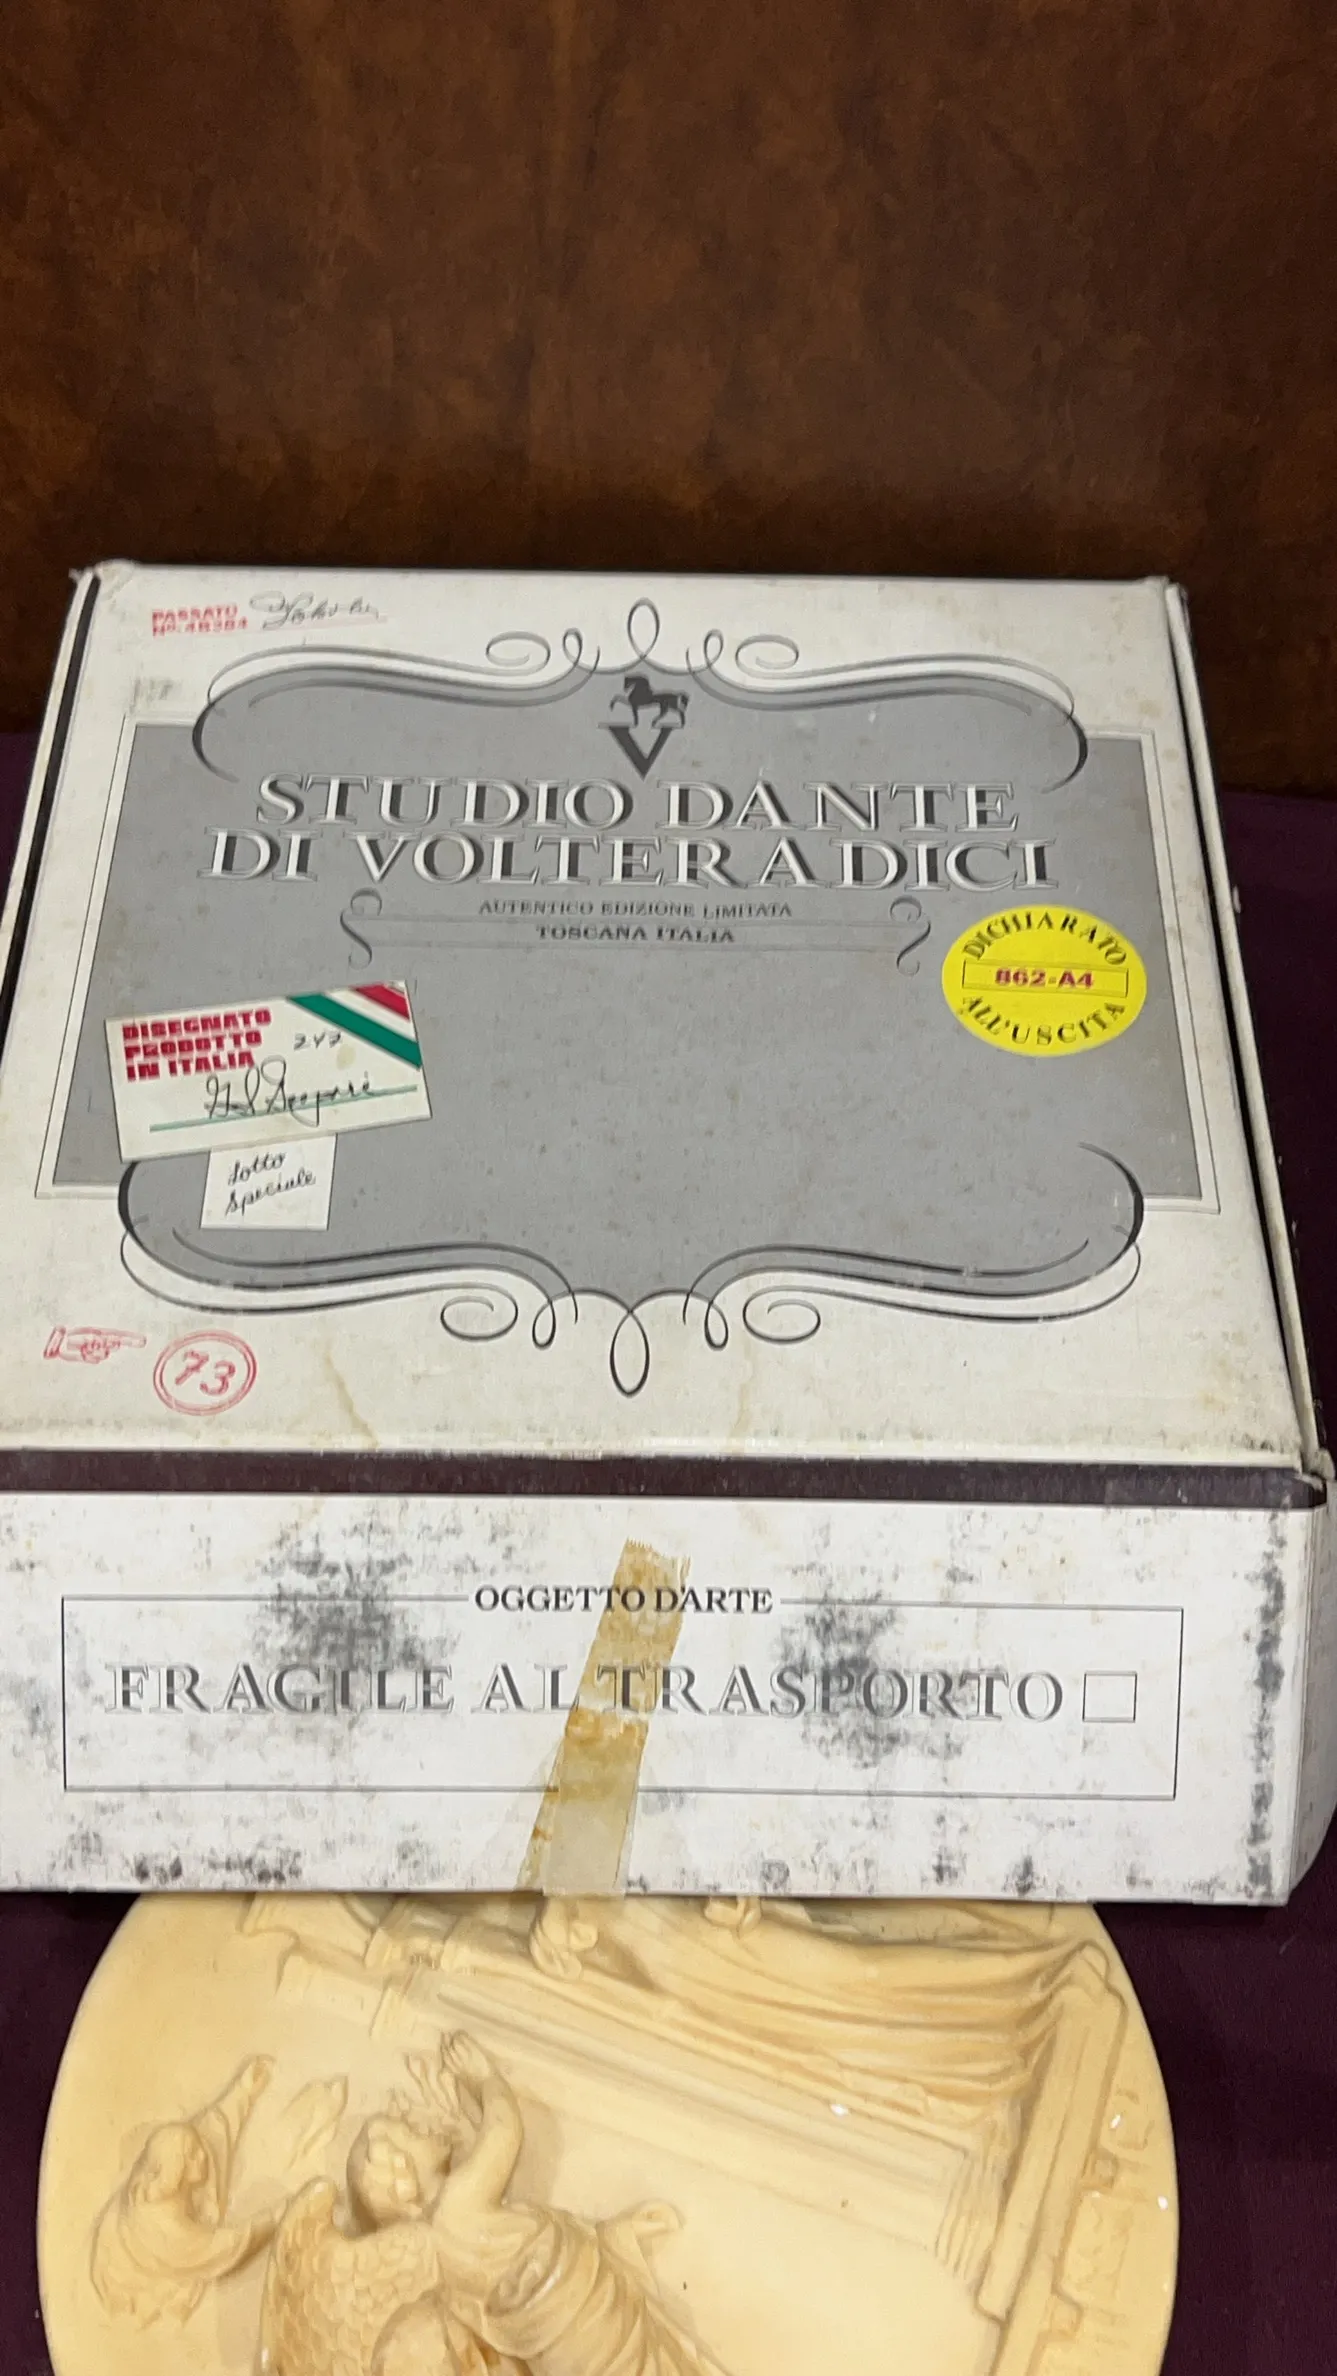 PASSATO
V
STUDIO DANTE
DI VOLTERADICI
AUTENTICO EDIZIONE LIMITATA
TOSCANA ITALIA
DICHIARATO
862-A4
ALL'USCITA
DISEGNATO
PRODOTTO
IN ITALIA
Lotto
Speciale
73
OGGETTO D'ARTE
FRAGILE AL TRASPORTO